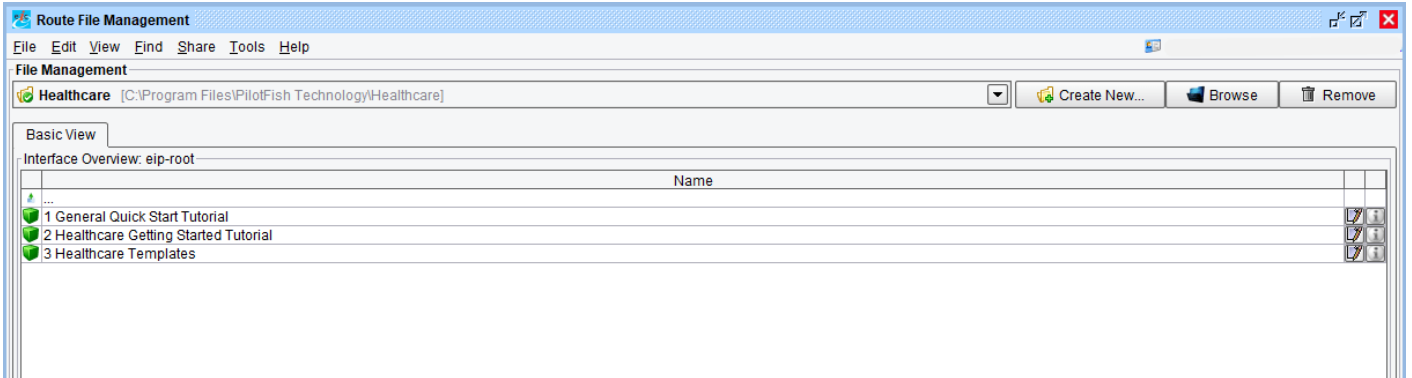 Route File Management
File Edit View Find Share Tools Help
File Management
Healthcare [C:\Program Files\PilotFish Technology\Healthcare] Create New... Browse Remove
Basic View
Interface Overview: eip-root
Name
...
1 General Quick Start Tutorial
2 Healthcare Getting Started Tutorial
3 Healthcare Templates